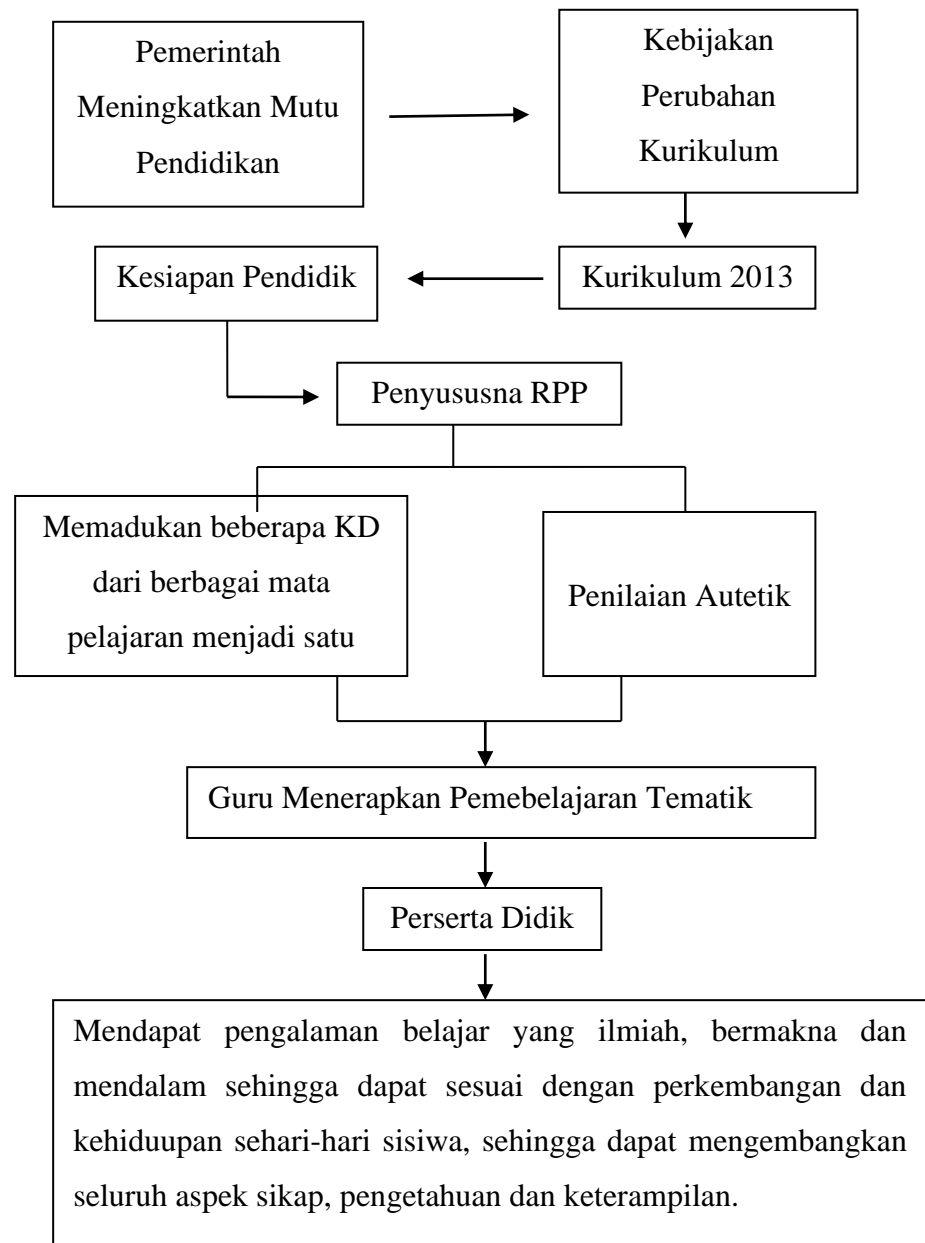 Pemerintah
Meningkatkan Mutu
Pendidikan
Kebijakan
Perubahan
Kurikulum
Kurikulum 2013
Kesiapan Pendidik
Penyususna RPP
Memadukan beberapa KD
dari berbagai mata
pelajaran menjadi satu
Penilaian Autetik
Guru Menerapkan Pemebelajaran Tematik
Perserta Didik
Mendapat pengalaman belajar yang ilmiah, bermakna dan
mendalam sehingga dapat sesuai dengan perkembangan dan
kehiduupan sehari-hari sisiwa, sehingga dapat mengembangkan
seluruh aspek sikap, pengetahuan dan keterampilan.